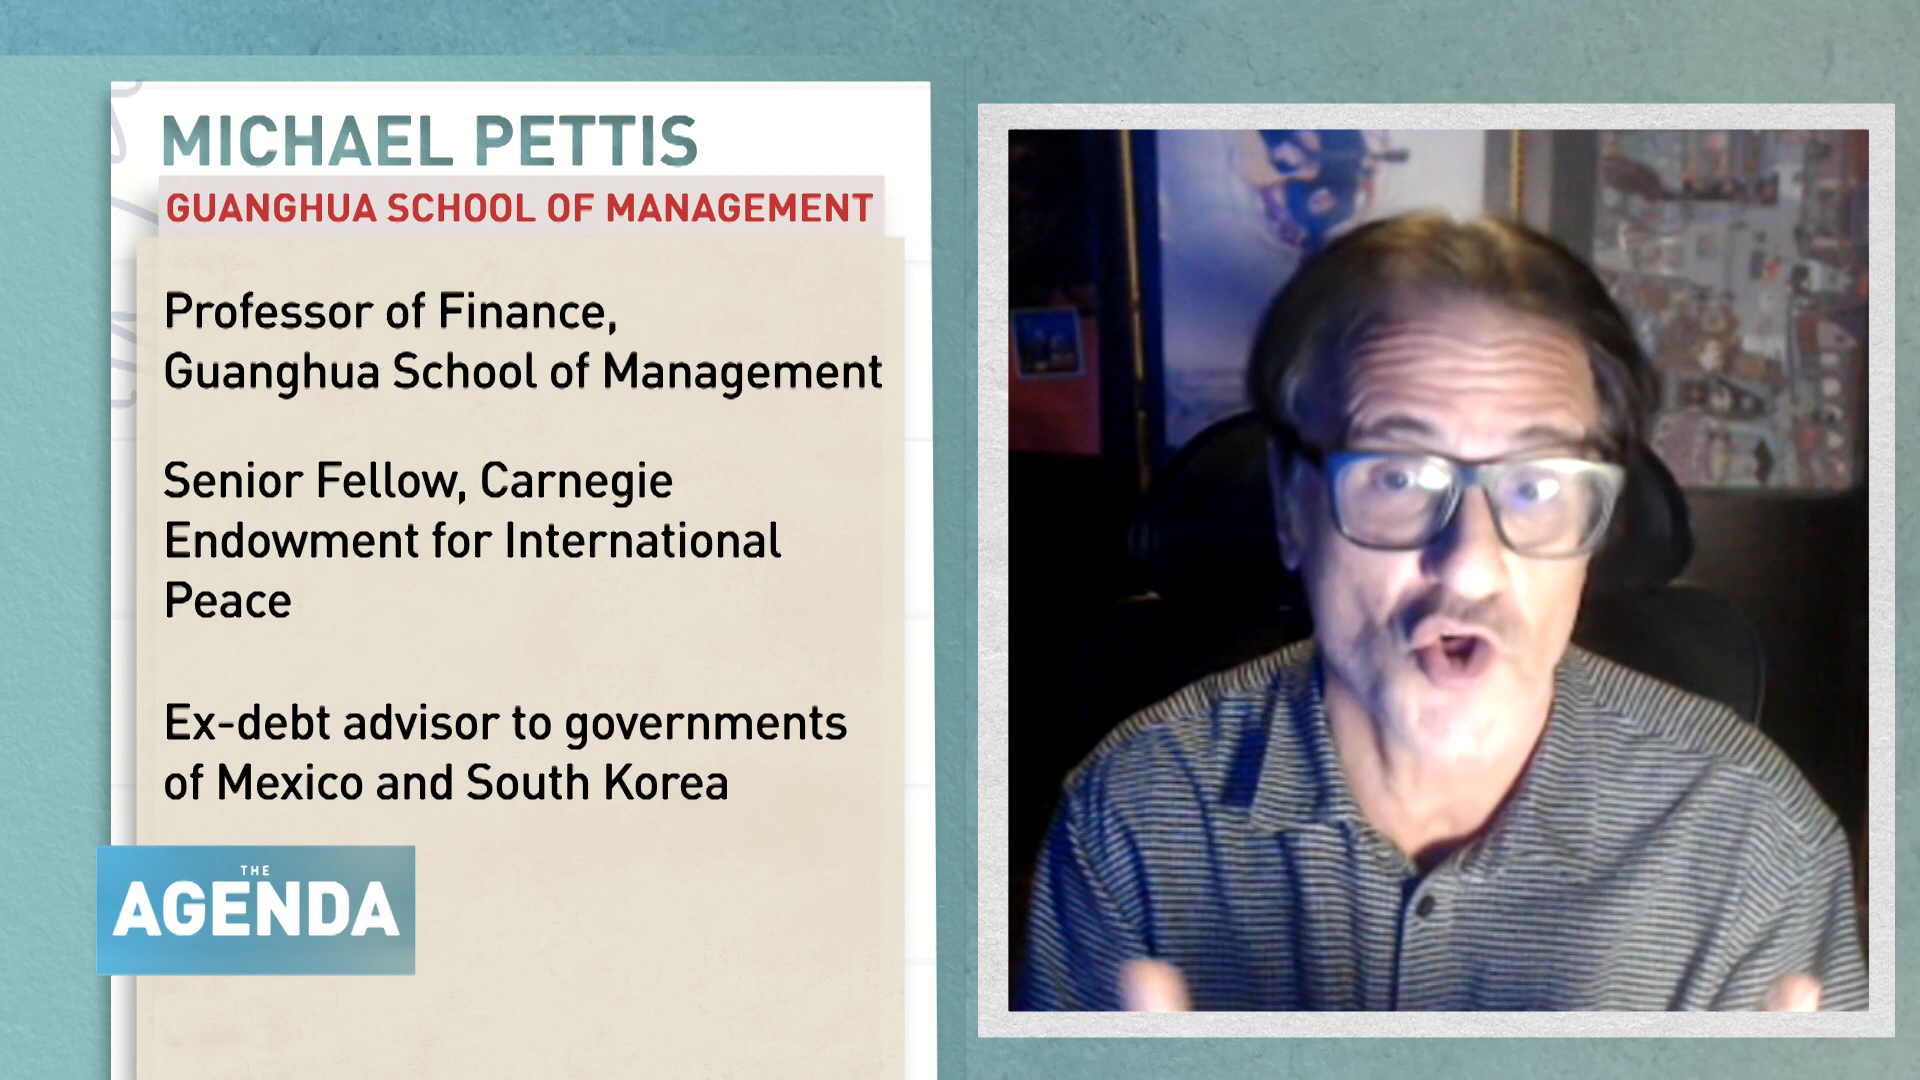 MICHAEL PETTIS
GUANGHUA SCHOOL OF MANAGEMENT
Professor of Finance,
Guanghua School of Management
Senior Fellow, Carnegie
Endowment for International
Peace
Ex-debt advisor to governments
of Mexico and South Korea
THE
AGENDA